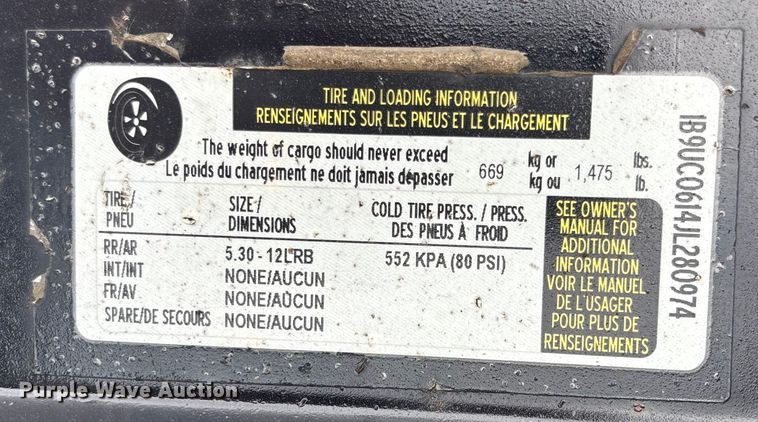 TIRE AND LOADING INFORMATION
RENSEIGNEMENTS SUR LES PNEUS ET LE CHARGEMENT
The weight of cargo should never exceed 669 kg or 1,475 lbs.
Le poids du chargement ne doit jamais dépasser kg ou lb.
TIRE / PNEU
SIZE / DIMENSIONS
COLD TIRE PRESS. / PRESS. DES PNEUS À FROID
RR/AR 5.30-12LRB 552 KPA (80 PSI)
INT/INT NONE/AUCUN
FR/AV NONE/AUCUN
SPARE/DE SECOURS NONE/AUCUN
SEE OWNER'S
MANUAL FOR
ADDITIONAL
INFORMATION
VOIR LE MANUEL
DE L'USAGER
POUR PLUS DE
RENSEIGNEMENTS
1B9UC0614JL280974
Purple Wave Auction